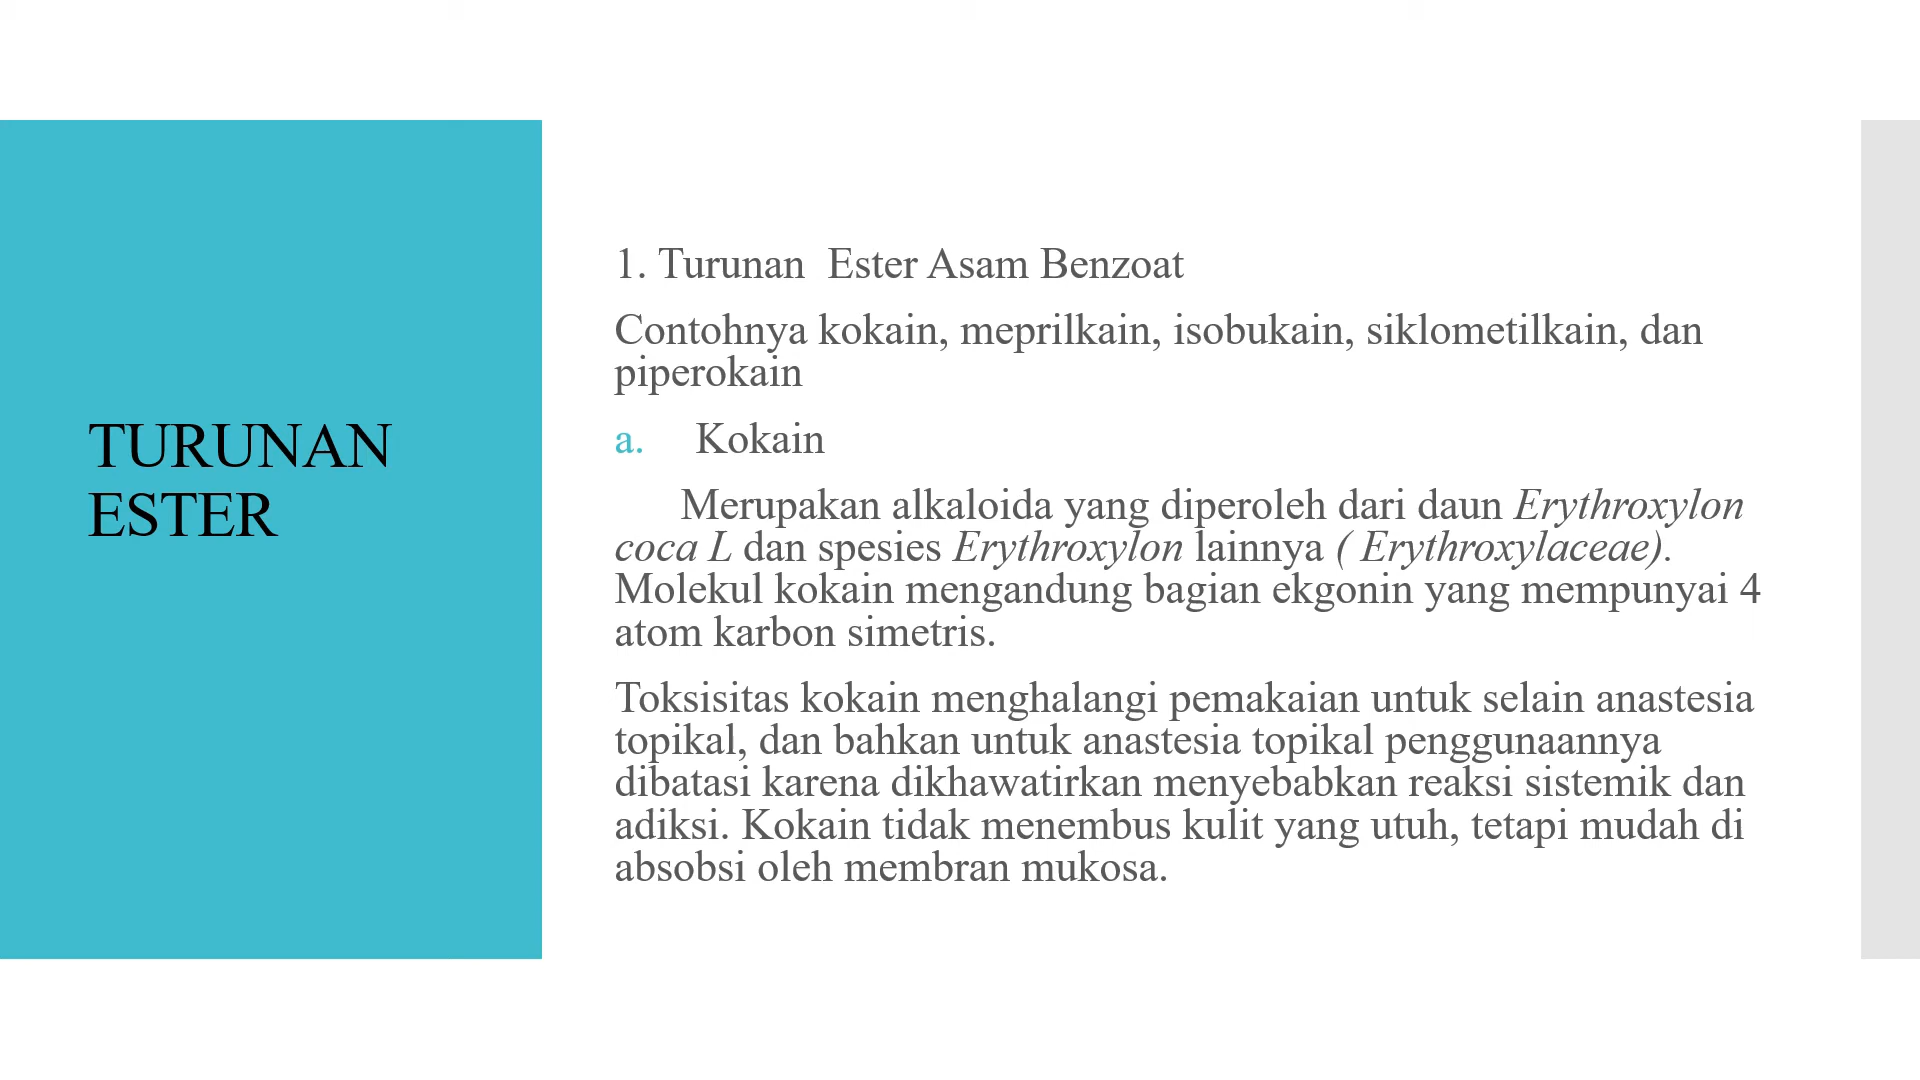 TURUNAN
ESTER
1. Turunan  Ester Asam Benzoat
Contohnya kokain, meprilkain, isobukain, siklometilkain, dan
piperokain
a. Kokain
Merupakan alkaloida yang diperoleh dari daun Erythroxylon
coca L dan spesies Erythroxylon lainnya ( Erythroxylaceae).
Molekul kokain mengandung bagian ekgonin yang mempunyai 4
atom karbon simetris.
Toksisitas kokain menghalangi pemakaian untuk selain anastesia
topikal, dan bahkan untuk anastesia topikal penggunaannya
dibatasi karena dikhawatirkan menyebabkan reaksi sistemik dan
adiksi. Kokain tidak menembus kulit yang utuh, tetapi mudah di
absobsi oleh membran mukosa.